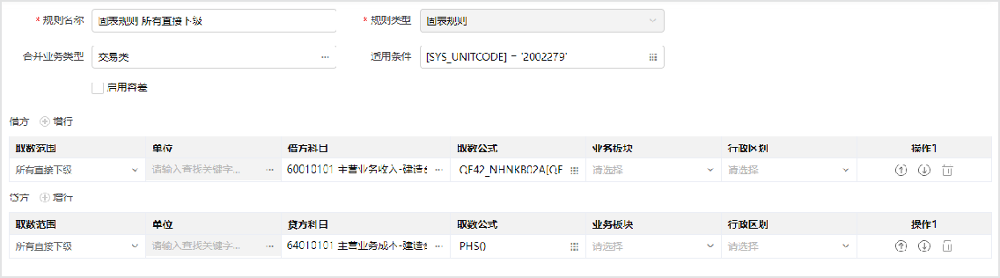 * 规则名称 固表规则 所有直接下级 * 规则类型 固表规则
合并业务类型 交易类 ··· 适用条件 [SYS_UNITCODE] = '2002279'
启用容差
借方 增行
取数范围 单位 借方科目 取数公式 业务板块 行政区划 操作1
所有直接下级 请输入查找关键字... ··· 60010101 主营业务收入-建造 ··· QF42_NHNKB02A[QF 请选择 请选择
贷方 增行
取数范围 单位 贷方科目 取数公式 业务板块 行政区划 操作1
所有直接下级 请输入查找关键字... ··· 64010101 主营业务成本-建造 ··· PHS() 请选择 请选择